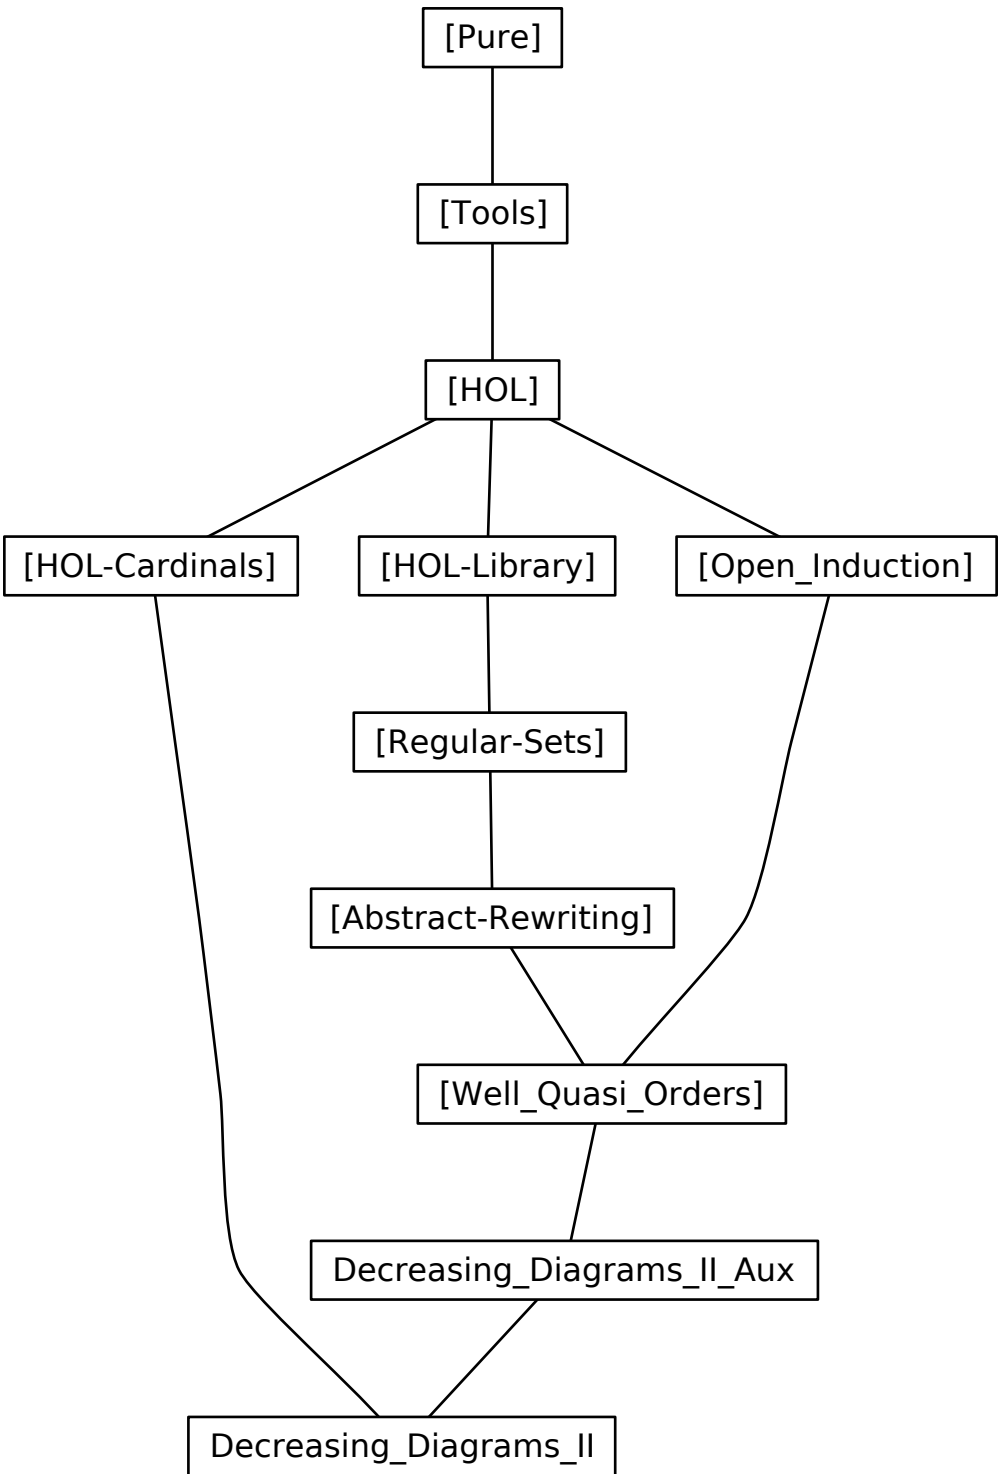 [Pure]
[Tools]
[HOL]
[HOL-Cardinals]
[HOL-Library]
[Open_Induction]
[Regular-Sets]
[Abstract-Rewriting]
[Well_Quasi_Orders]
Decreasing_Diagrams_II_Aux
Decreasing_Diagrams_II